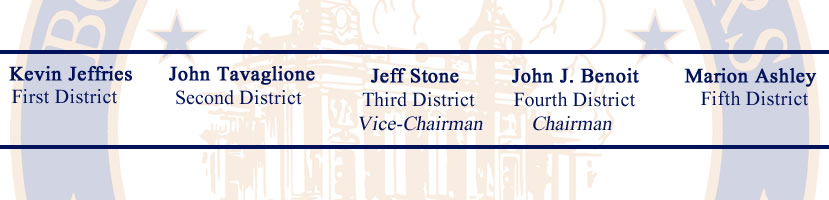 Kevin Jeffries
First District
John Tavaglione
Second District
Jeff Stone
Third District
Vice-Chairman
John J. Benoit
Fourth District
Chairman
Marion Ashley
Fifth District